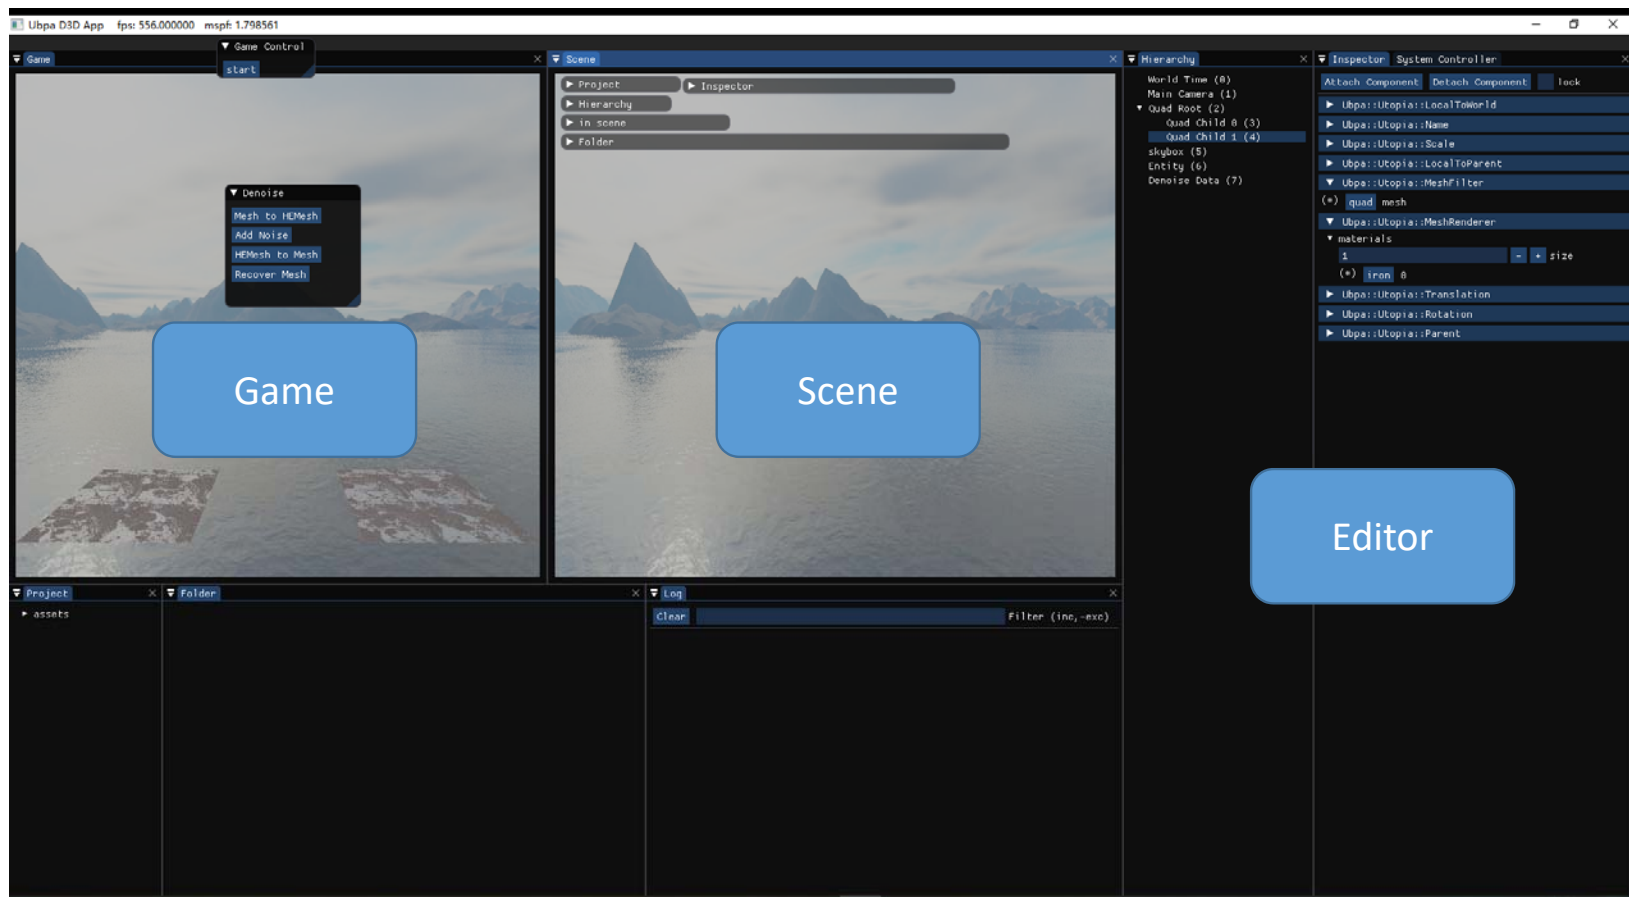 Ubpa D3D App fps: 556.000000 mspf: 1.798561
Game Control
start
Game
Denoise
Mesh to HEMesh
Add Noise
HEMesh to Mesh
Recover Mesh
Game
Scene
Project
Inspector
Hierarchy
in scene
Folder
Scene
Hierarchy
World Time (0)
Main Camera (1)
Quad Root (2)
Quad Child 0 (3)
Quad Child 1 (4)
skybox (5)
Entity (6)
Denoise Data (7)
Inspector System Controller
Attach Component Detach Component lock
Ubpa::Utopia::LocalToWorld
Ubpa::Utopia::Name
Ubpa::Utopia::Scale
Ubpa::Utopia::LocalToParent
Ubpa::Utopia::MeshFilter
(*) quad mesh
Ubpa::Utopia::MeshRenderer
materials
1 - + size
(*) iron 0
Ubpa::Utopia::Translation
Ubpa::Utopia::Rotation
Ubpa::Utopia::Parent
Editor
Project
assets
Folder
Log
Clear Filter (inc,-exc)